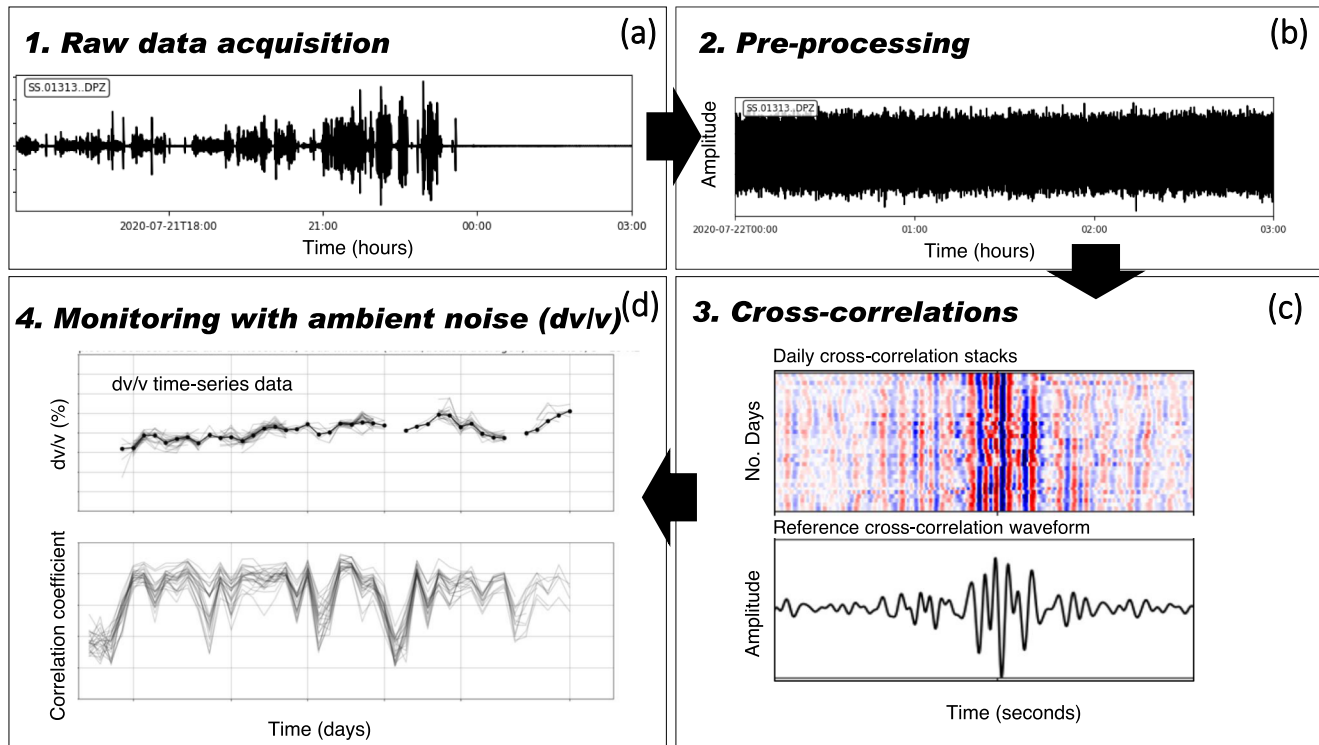 1. Raw data acquisition
(a)
SS.01313..DPZ
2020-07-21T18:00
21:00
00:00
03:00
Time (hours)
2. Pre-processing
(b)
SS.01313..DPZ
Amplitude
2020-07-22T00:00
01:00
02:00
03:00
Time (hours)
3. Cross-correlations
(c)
Daily cross-correlation stacks
No. Days
Reference cross-correlation waveform
Amplitude
Time (seconds)
4. Monitoring with ambient noise (dv/v)
(d)
dv/v time-series data
dv/v (%)
Correlation coefficient
Time (days)